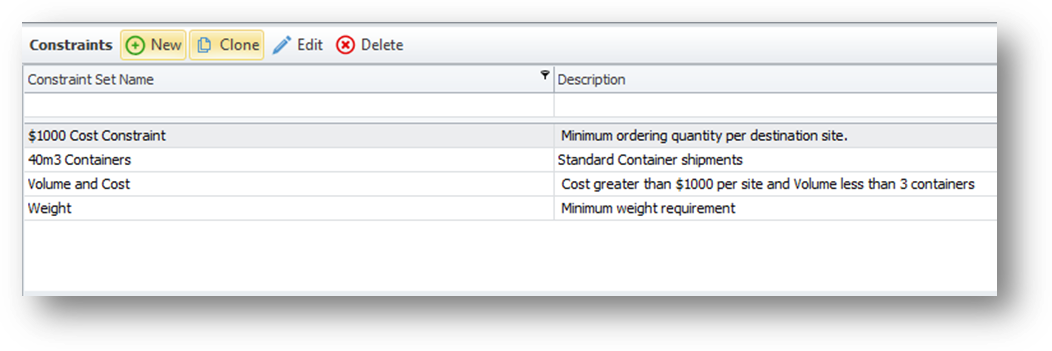 Constraints New Clone Edit Delete
Constraint Set Name Description
$1000 Cost Constraint Minimum ordering quantity per destination site.
40m3 Containers Standard Container shipments
Volume and Cost Cost greater than $1000 per site and Volume less than 3 containers
Weight Minimum weight requirement